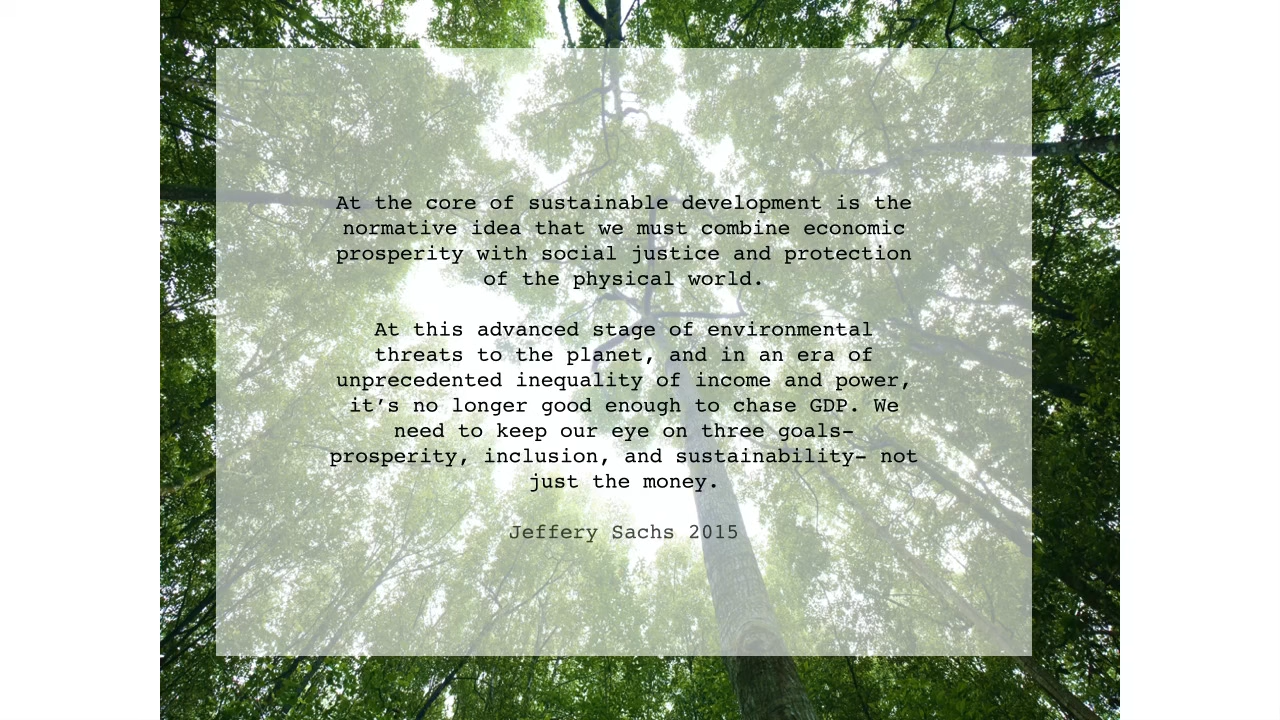 At the core of sustainable development is the
normative idea that we must combine economic
prosperity with social justice and protection
of the physical world.
At this advanced stage of environmental
threats to the planet, and in an era of
unprecedented inequality of income and power,
it’s no longer good enough to chase GDP. We
need to keep our eye on three goals–
prosperity, inclusion, and sustainability– not
just the money.
Jeffery Sachs 2015